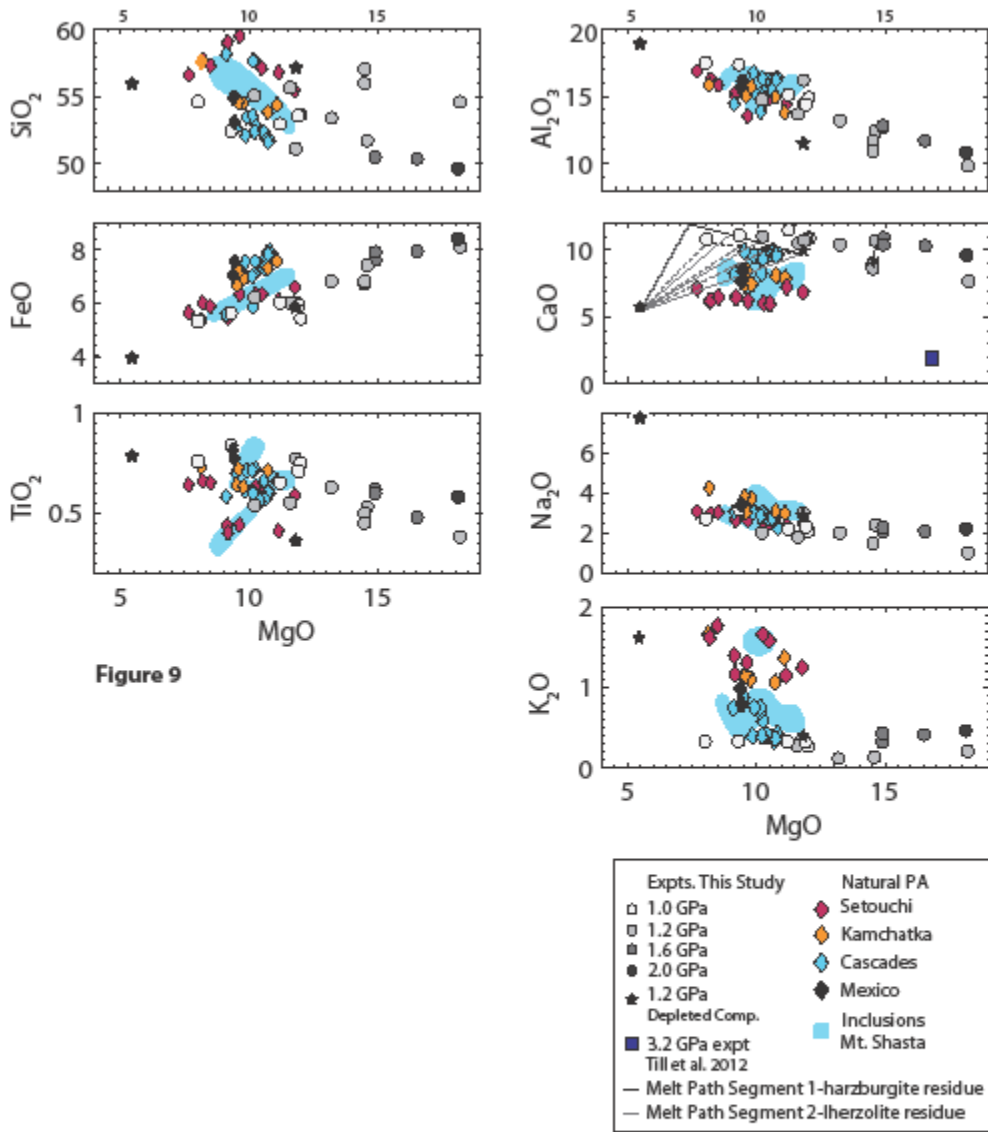 5 10 15
60
55
50
SiO2
8
6
4
FeO
1
0.5
TiO2
5 10 15
MgO
Figure 9
5 10 15
20
15
10
Al2O3
10
5
0
CaO
6
4
2
0
Na2O
2
1
0
K2O
5 10 15
MgO
Expts. This Study
1.0 GPa
1.2 GPa
1.6 GPa
2.0 GPa
1.2 GPa
Depleted Comp.
3.2 GPa expt
Till et al. 2012
Natural PA
Setouchi
Kamchatka
Cascades
Mexico
Inclusions
Mt. Shasta
Melt Path Segment 1-harzburgite residue
Melt Path Segment 2-lherzolite residue